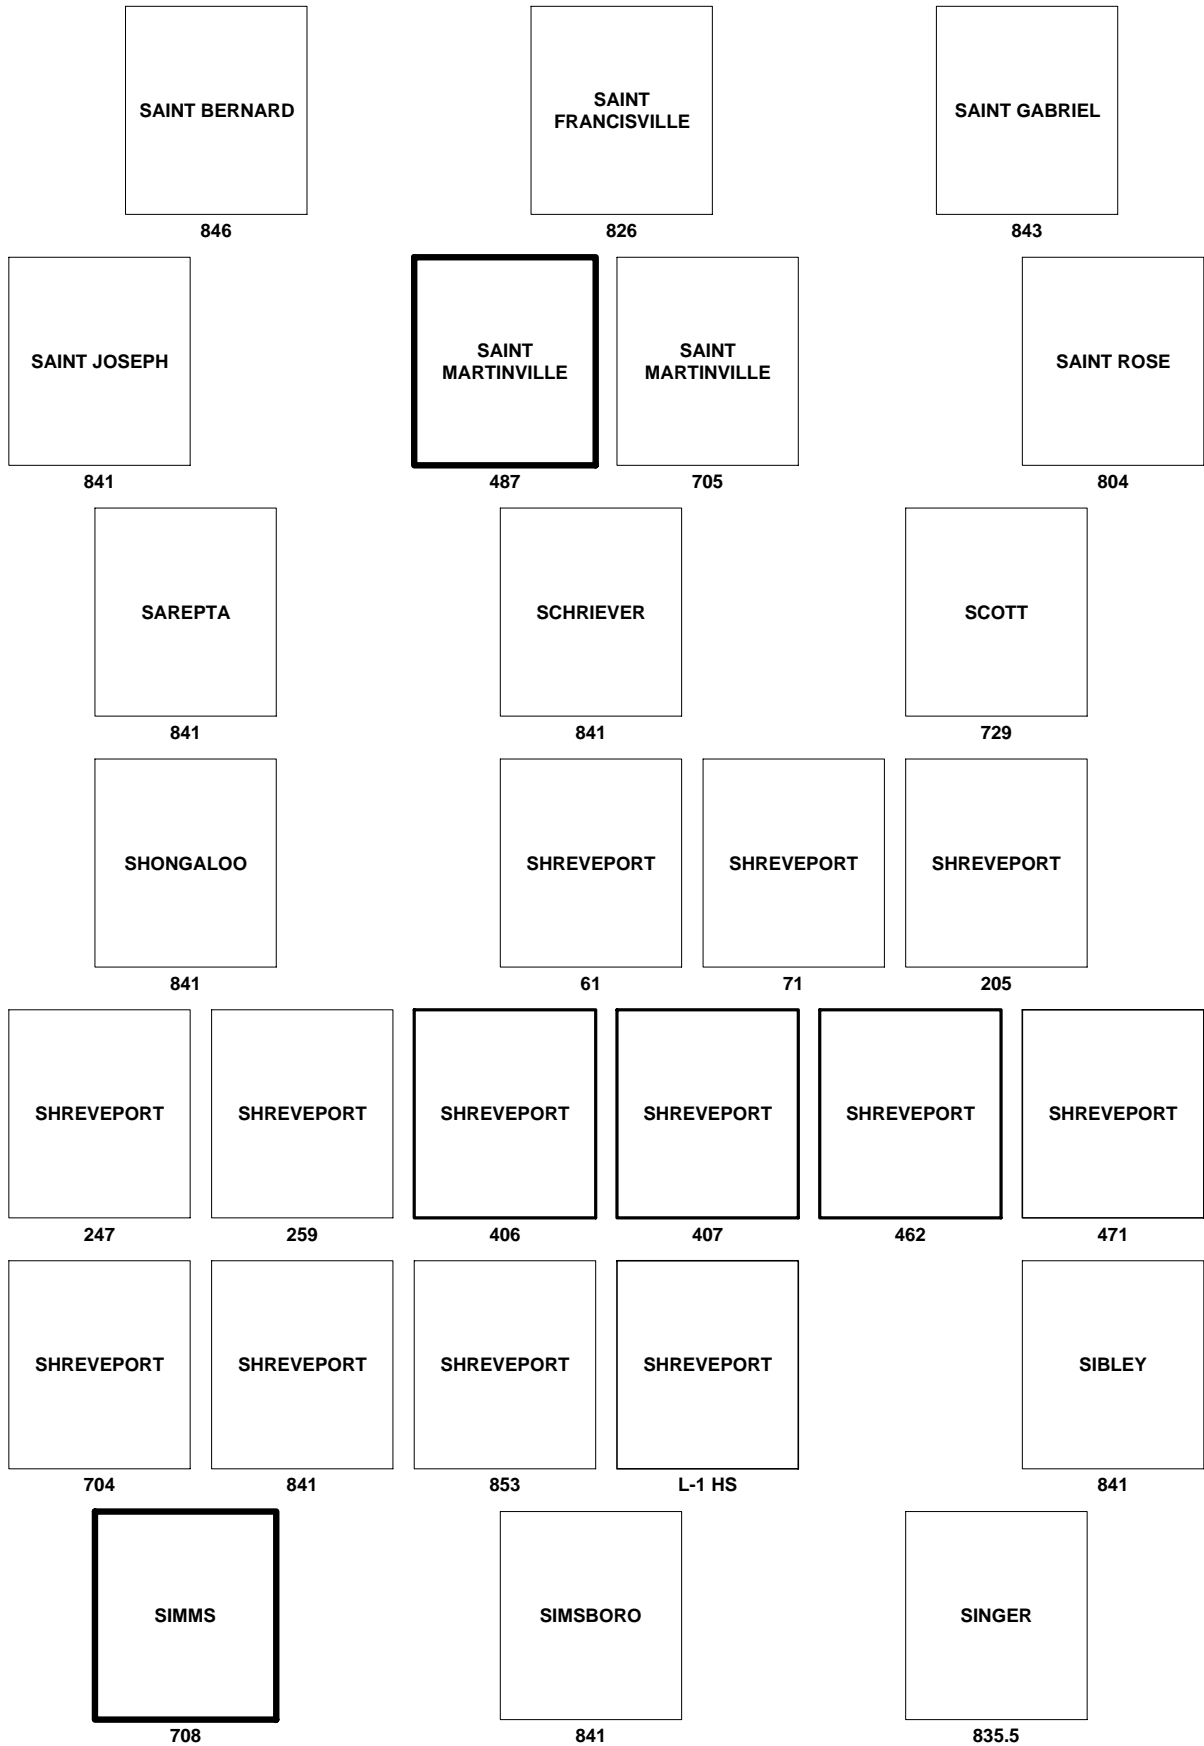 SAINT BERNARD
846
SAINT
FRANCISVILLE
826
SAINT GABRIEL
843
SAINT JOSEPH
841
SAINT
MARTINVILLE
487
SAINT
MARTINVILLE
705
SAINT ROSE
804
SAREPTA
841
SCHRIEVER
841
SCOTT
729
SHONGALOO
841
SHREVEPORT
61
SHREVEPORT
71
SHREVEPORT
205
SHREVEPORT
247
SHREVEPORT
259
SHREVEPORT
406
SHREVEPORT
407
SHREVEPORT
462
SHREVEPORT
471
SHREVEPORT
704
SHREVEPORT
841
SHREVEPORT
853
SHREVEPORT
L-1 HS
SIBLEY
841
SIMMS
708
SIMSBORO
841
SINGER
835.5